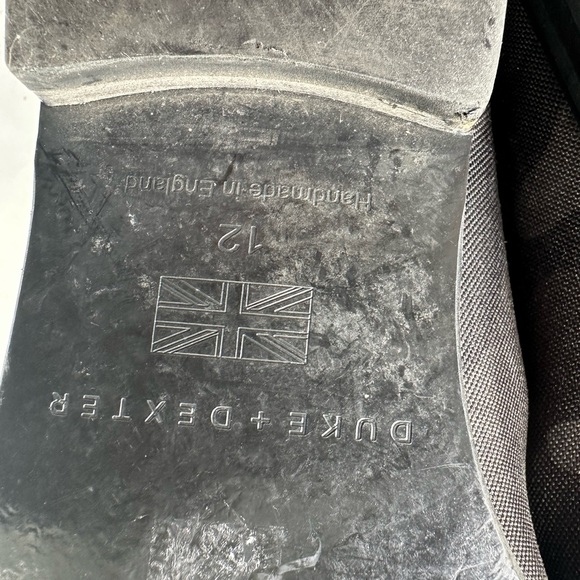 DUKE + DEXTER
12
Handmade in England